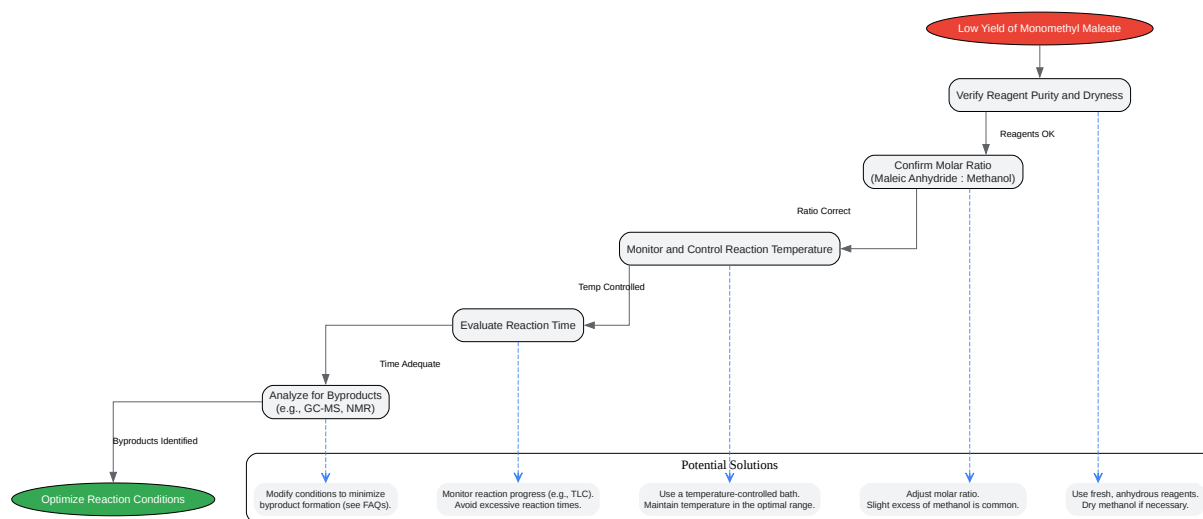 Low Yield of Monomethyl Maleate
Verify Reagent Purity and Dryness
Reagents OK
Confirm Molar Ratio
(Maleic Anhydride : Methanol)
Ratio Correct
Monitor and Control Reaction Temperature
Temp Controlled
Evaluate Reaction Time
Time Adequate
Analyze for Byproducts
(e.g., GC-MS, NMR)
Byproducts Identified
Optimize Reaction Conditions
Potential Solutions
Modify conditions to minimize
byproduct formation (see FAQs).
Monitor reaction progress (e.g., TLC).
Avoid excessive reaction times.
Use a temperature-controlled bath.
Maintain temperature in the optimal range.
Adjust molar ratio.
Slight excess of methanol is common.
Use fresh, anhydrous reagents.
Dry methanol if necessary.